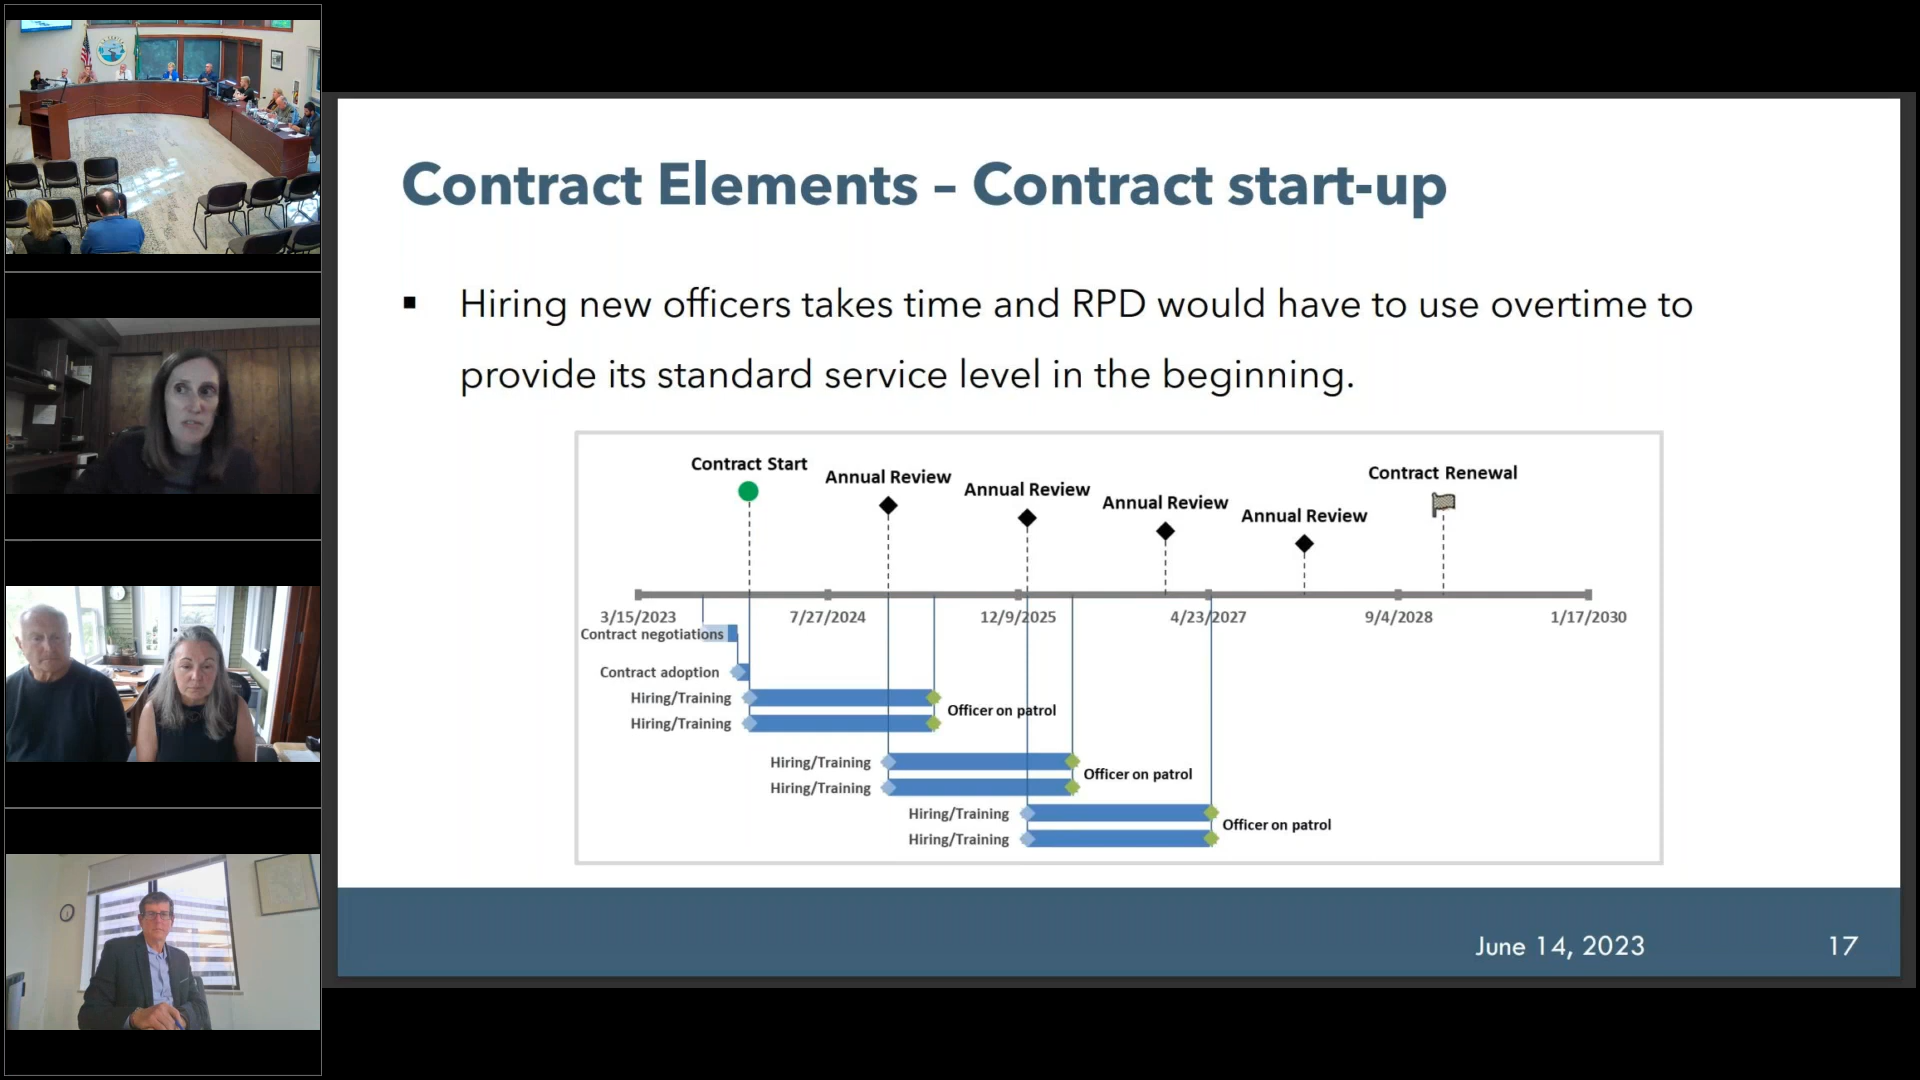 Contract Elements – Contract start-up
▪ Hiring new officers takes time and RPD would have to use overtime to
provide its standard service level in the beginning.
Contract Start
Annual Review
Annual Review
Annual Review
Annual Review
Contract Renewal
3/15/2023
7/27/2024
12/9/2025
4/23/2027
9/4/2028
1/17/2030
Contract negotiations
Contract adoption
Hiring/Training
Hiring/Training
Officer on patrol
Hiring/Training
Hiring/Training
Officer on patrol
Hiring/Training
Hiring/Training
Officer on patrol
June 14, 2023
17